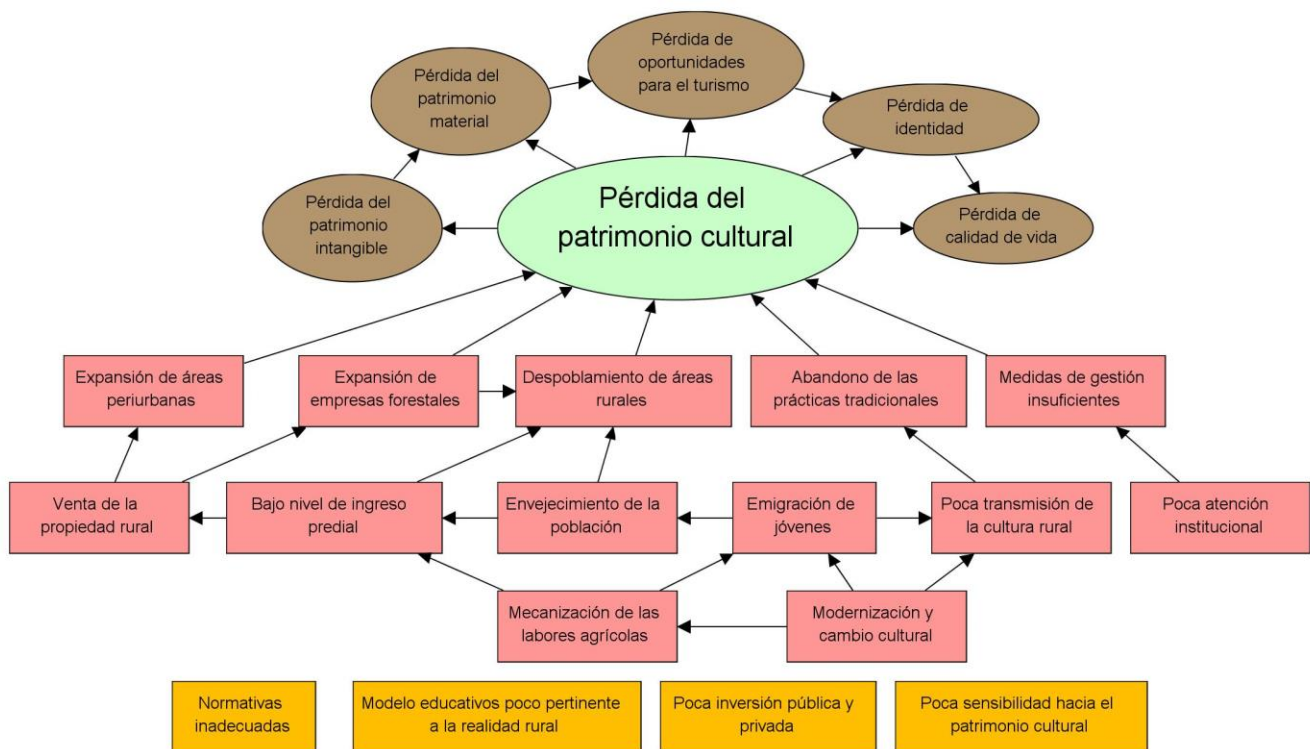 Pérdida de
oportunidades
para el turismo
Pérdida del
patrimonio
material
Pérdida de
identidad
Pérdida del
patrimonio
intangible
Pérdida del
patrimonio cultural
Pérdida de
calidad de vida
Expansión de áreas
periurbanas
Expansión de
empresas forestales
Despoblamiento de áreas
rurales
Abandono de las
prácticas tradicionales
Medidas de gestión
insuficientes
Venta de la
propiedad rural
Bajo nivel de ingreso
predial
Envejecimiento de la
población
Emigración de
jóvenes
Poca transmisión de
la cultura rural
Poca atención
institucional
Mecanización de las
labores agrícolas
Modernización y
cambio cultural
Normativas
inadecuadas
Modelo educativos poco pertinente
a la realidad rural
Poca inversión pública y
privada
Poca sensibilidad hacia el
patrimonio cultural